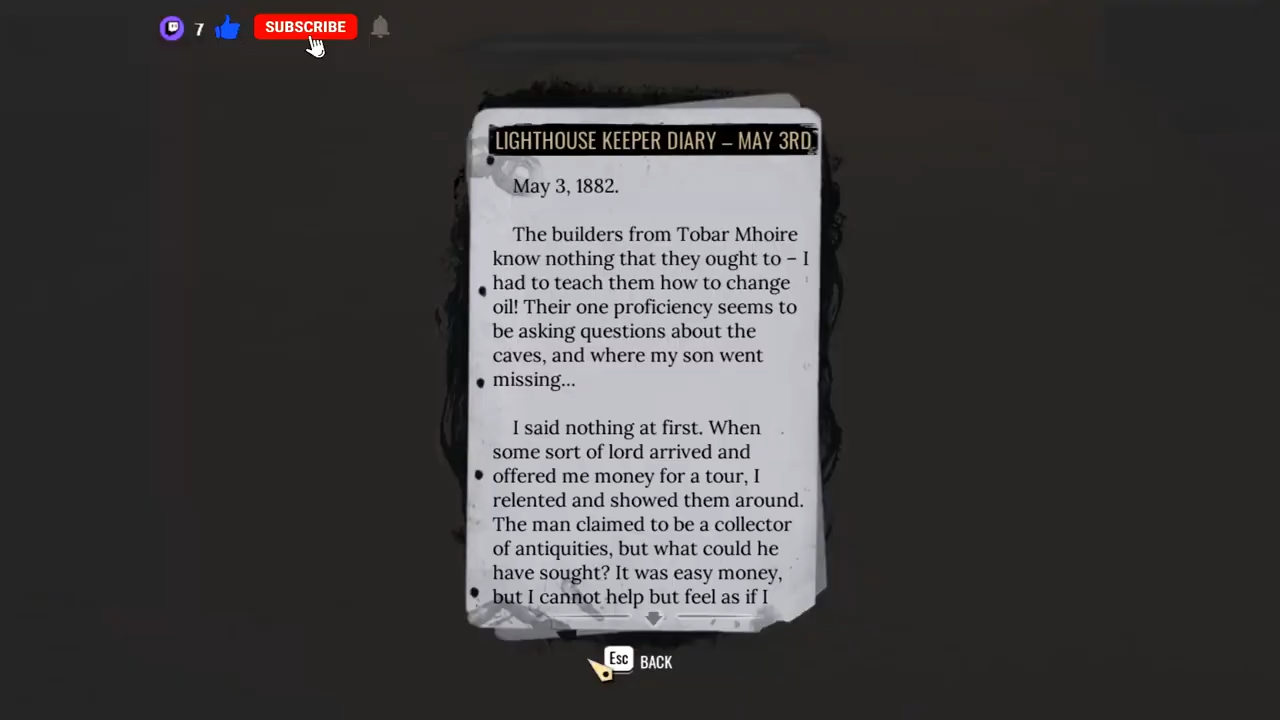 7
SUBSCRIBE
LIGHTHOUSE KEEPER DIARY – MAY 3RD
May 3, 1882.
The builders from Tobar Mhoire
know nothing that they ought to – I
had to teach them how to change
oil! Their one proficiency seems to
be asking questions about the
caves, and where my son went
missing...
I said nothing at first. When
some sort of lord arrived and
offered me money for a tour, I
relented and showed them around.
The man claimed to be a collector
of antiquities, but what could he
have sought? It was easy money,
but I cannot help but feel as if I
Esc BACK